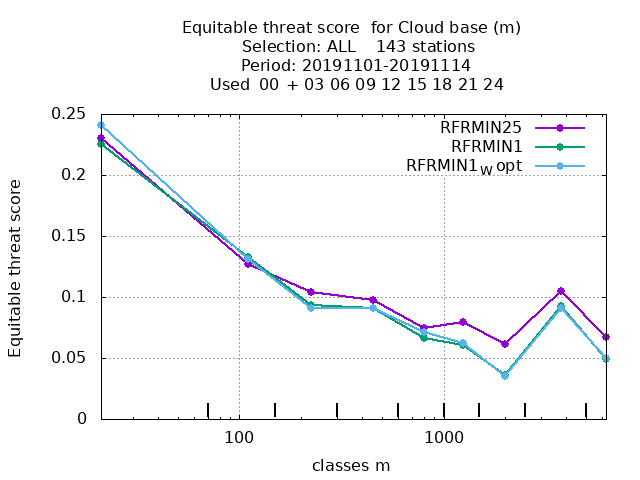 Equitable threat score  for Cloud base (m)
Selection: ALL    143 stations
Period: 20191101-20191114
Used  00 + 03 06 09 12 15 18 21 24
RFRMIN25
RFRMIN1
RFRMIN1W opt
0.25
0.2
0.15
0.1
0.05
0
Equitable threat score
100
1000
classes m